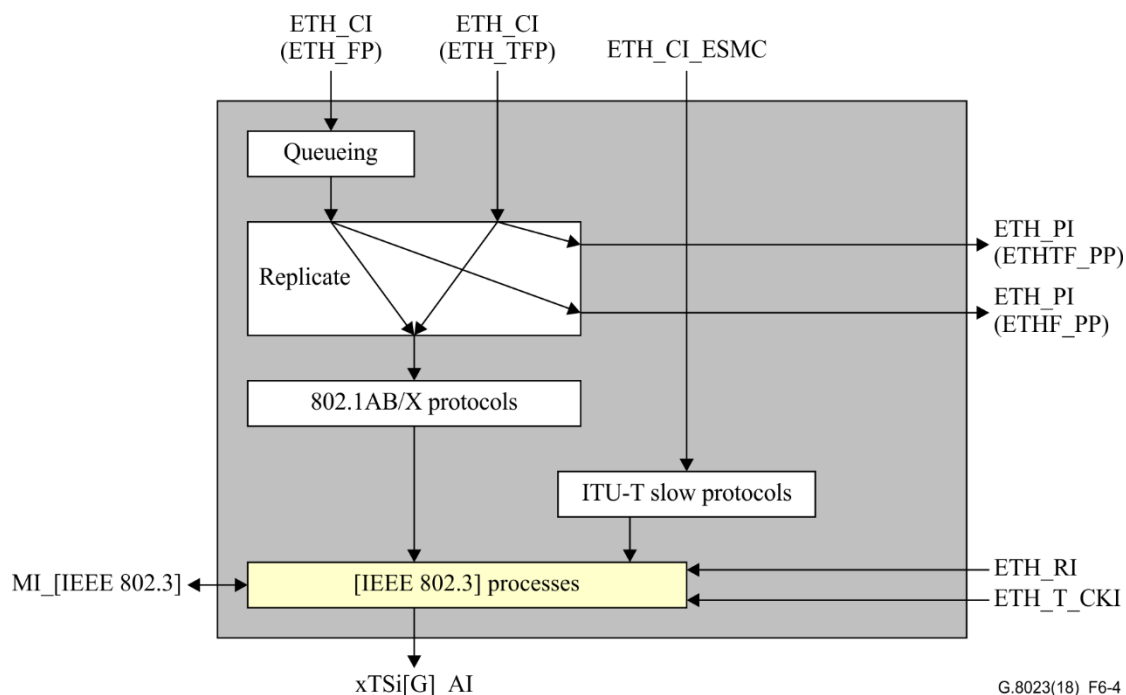 ETH_CI
(ETH_FP)
ETH_CI
(ETH_TFP)
ETH_CI_ESMC
Queueing
Replicate
ETH_PI
(ETHTF_PP)
ETH_PI
(ETHF_PP)
802.1AB/X protocols
ITU-T slow protocols
MI_[IEEE 802.3]
[IEEE 802.3] processes
ETH_RI
ETH_T_CKI
xTSi[G]_AI
G.8023(18)_F6-4